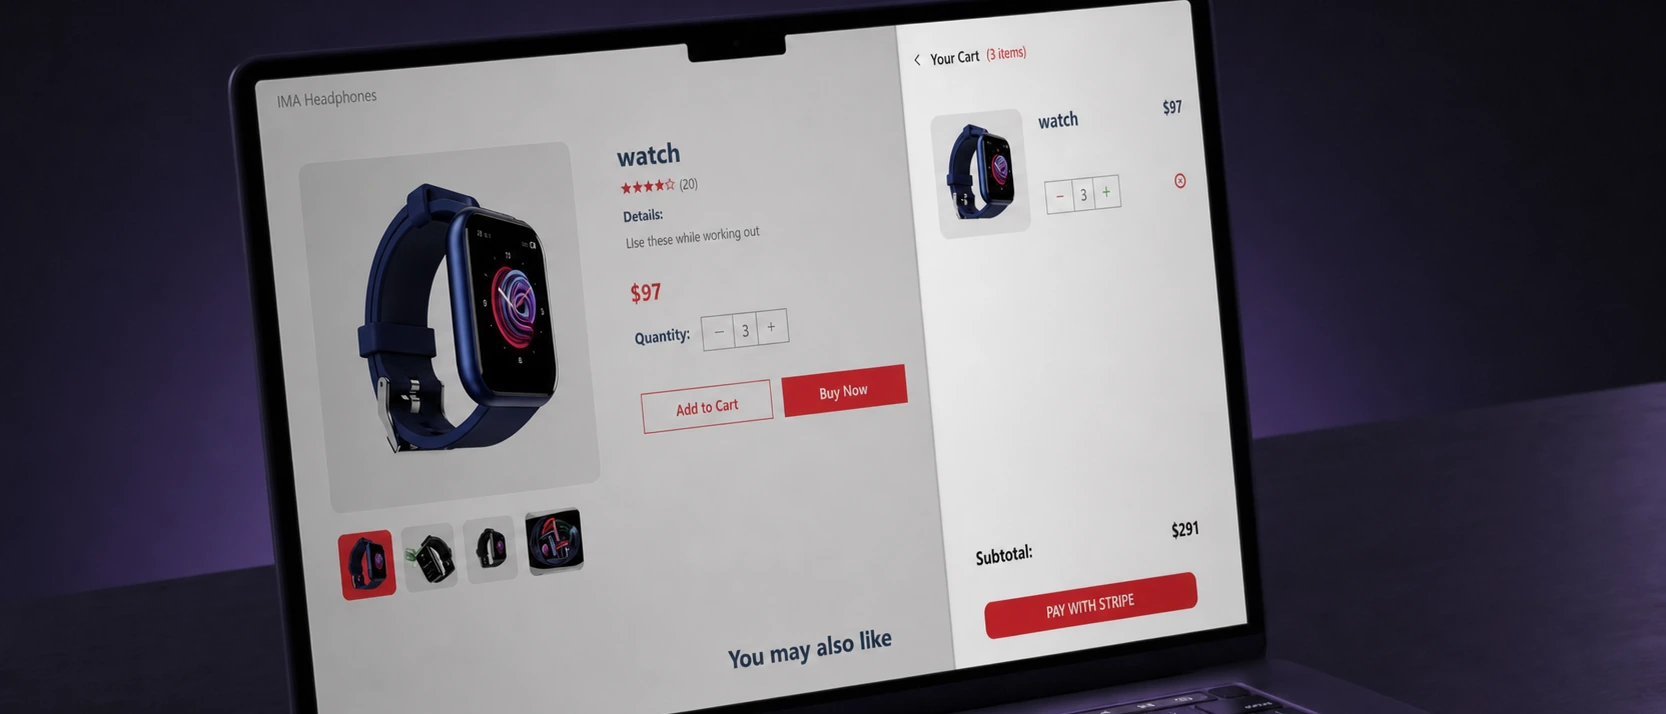 IMA Headphones
watch
(20)
Details:
Use these while working out
$97
Quantity:
− 3 +
Add to Cart
Buy Now
You may also like
Your Cart (3 items)
watch
$97
− 3 +
Subtotal:
$291
PAY WITH STRIPE